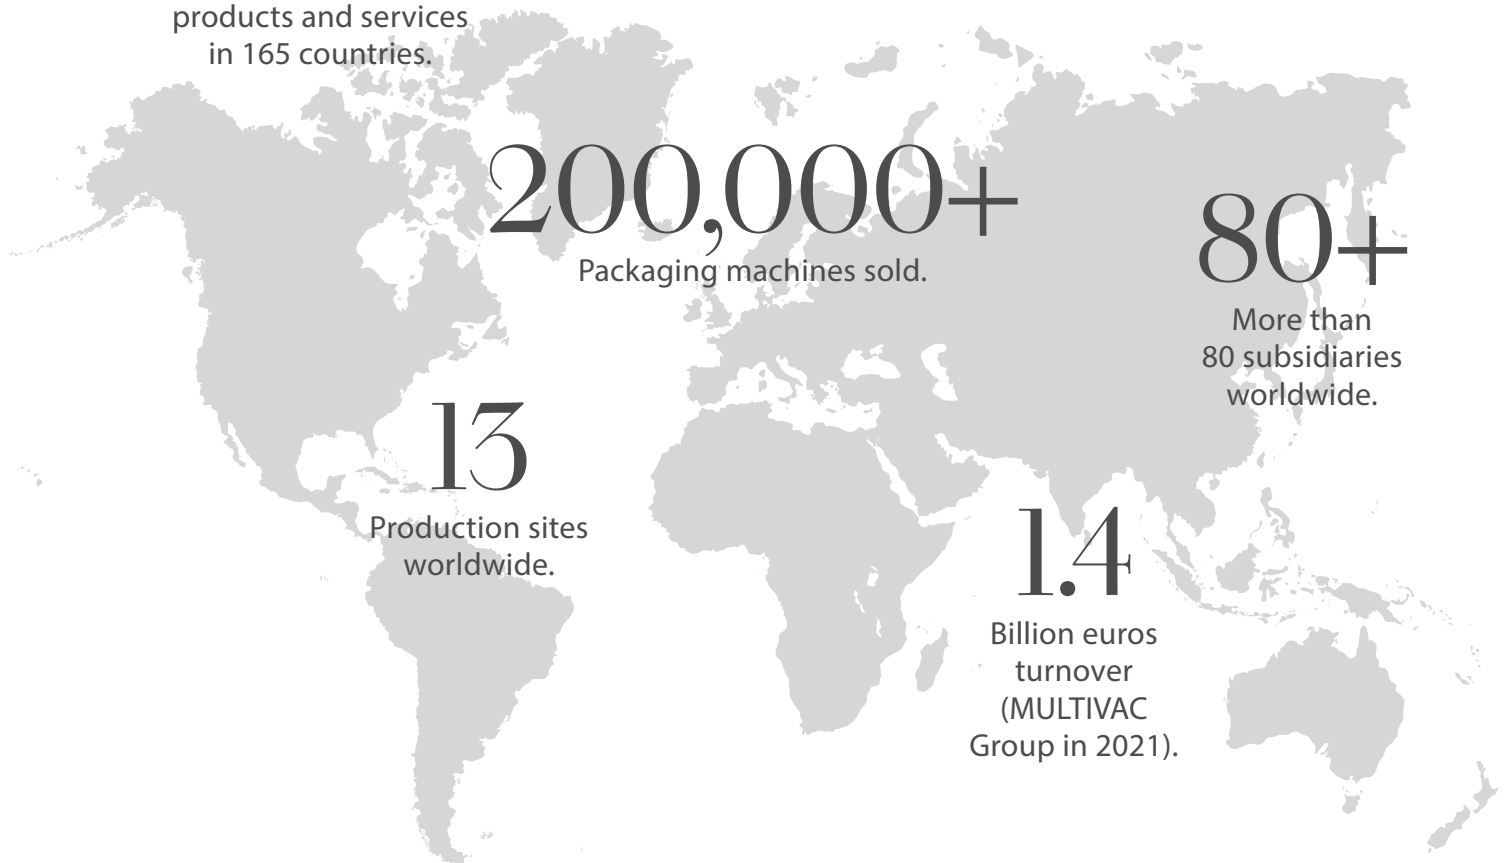 products and services
in 165 countries.
200,000+
Packaging machines sold.
80+
More than
80 subsidiaries
worldwide.
13
Production sites
worldwide.
1.4
Billion euros
turnover
(MULTIVAC
Group in 2021).